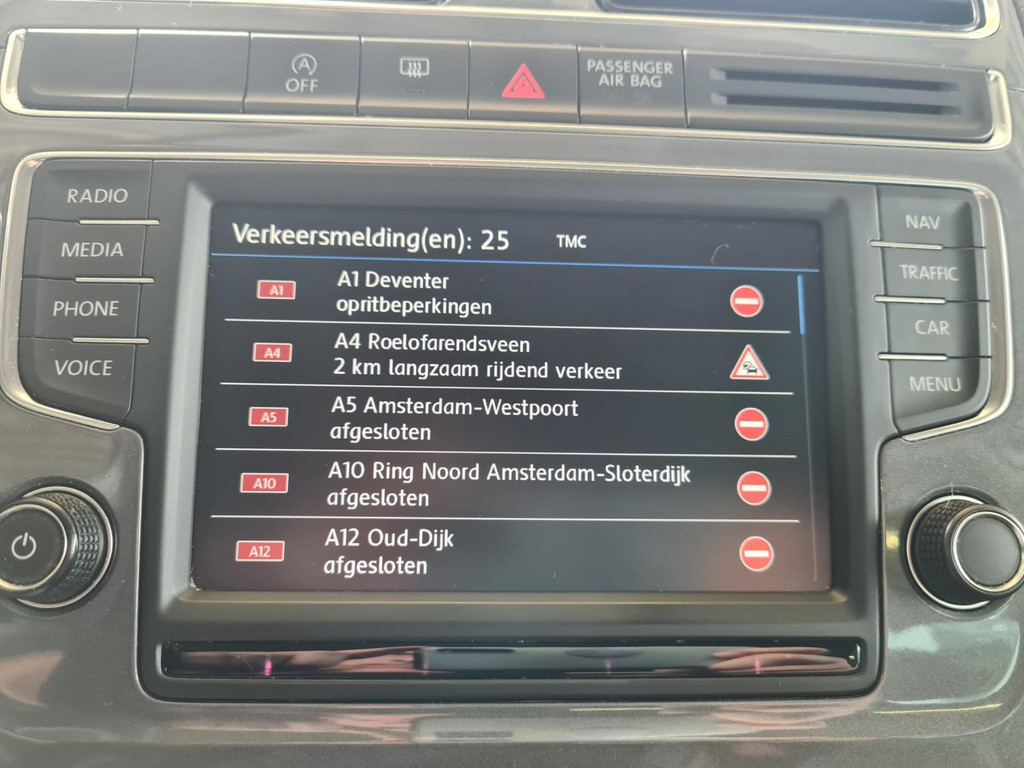 A
OFF
PASSENGER
AIR BAG
RADIO
MEDIA
PHONE
VOICE
NAV
TRAFFIC
CAR
MENU
Verkeersmelding(en): 25 TMC
A1 A1 Deventer
opritbeperkingen
A4 A4 Roelofarendsveen
2 km langzaam rijdend verkeer
A5 A5 Amsterdam-Westpoort
afgesloten
A10 A10 Ring Noord Amsterdam-Sloterdijk
afgesloten
A12 A12 Oud-Dijk
afgesloten